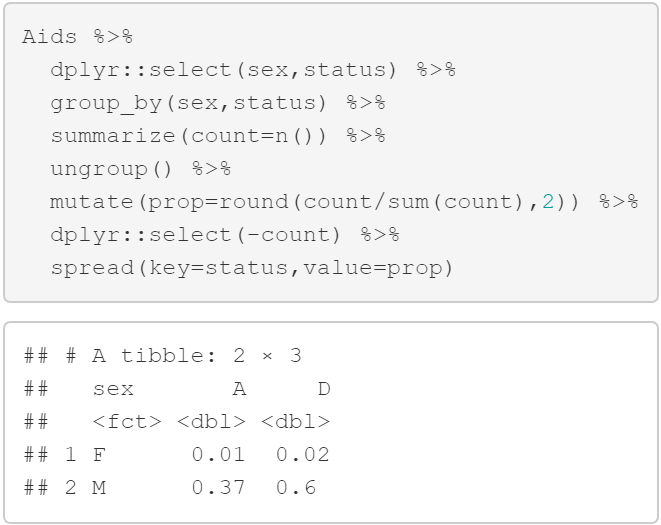 Aids %>%
  dplyr::select(sex,status) %>%
  group_by(sex,status) %>%
  summarize(count=n()) %>%
  ungroup() %>%
  mutate(prop=round(count/sum(count),2)) %>%
  dplyr::select(-count) %>%
  spread(key=status,value=prop)
## # A tibble: 2 × 3
##   sex       A     D
##   <fct> <dbl> <dbl>
## 1 F      0.01  0.02
## 2 M      0.37  0.6